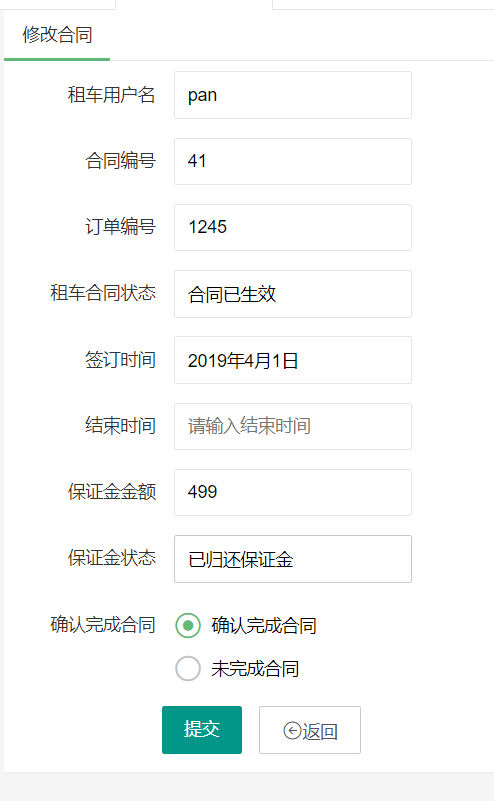 修改合同
租车用户名 pan
合同编号 41
订单编号 1245
租车合同状态 合同已生效
签订时间 2019年4月1日
结束时间 请输入结束时间
保证金金额 499
保证金状态 已归还保证金
确认完成合同 确认完成合同
未完成合同
提交 返回